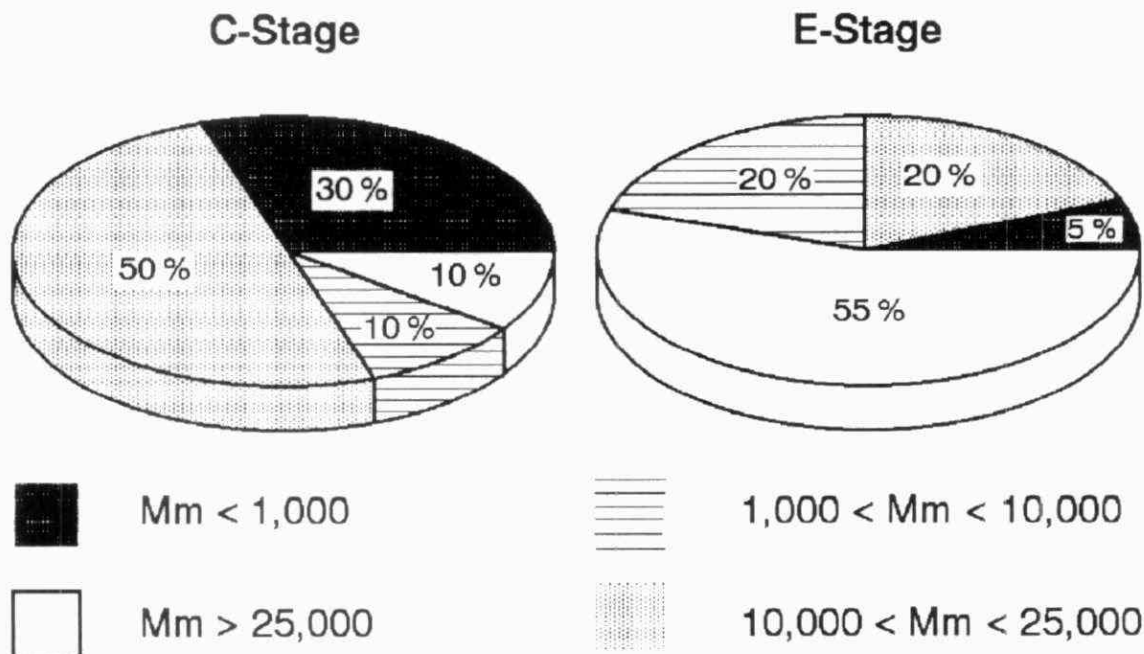 C-Stage
E-Stage
30 %
50 %
10 %
10 %
20 %
20 %
5 %
55 %
Mm < 1,000
1,000 < Mm < 10,000
Mm > 25,000
10,000 < Mm < 25,000